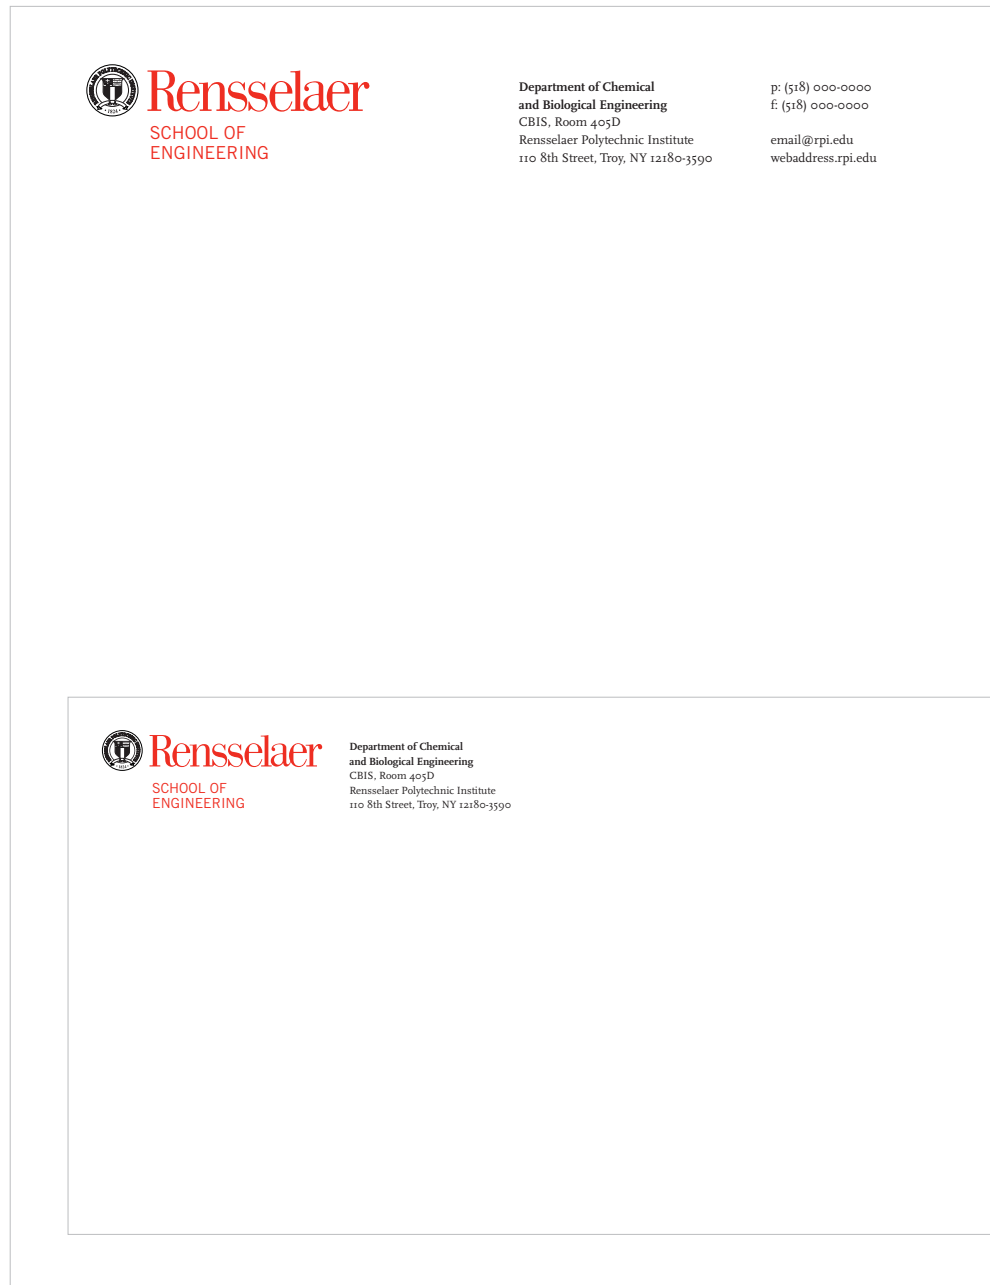 Rensselaer
SCHOOL OF
ENGINEERING
Department of Chemical
and Biological Engineering
CBIS, Room 405D
Rensselaer Polytechnic Institute
110 8th Street, Troy, NY 12180-3590
p: (518) 000-0000
f: (518) 000-0000
email@rpi.edu
webaddress.rpi.edu
Rensselaer
SCHOOL OF
ENGINEERING
Department of Chemical
and Biological Engineering
CBIS, Room 405D
Rensselaer Polytechnic Institute
110 8th Street, Troy, NY 12180-3590